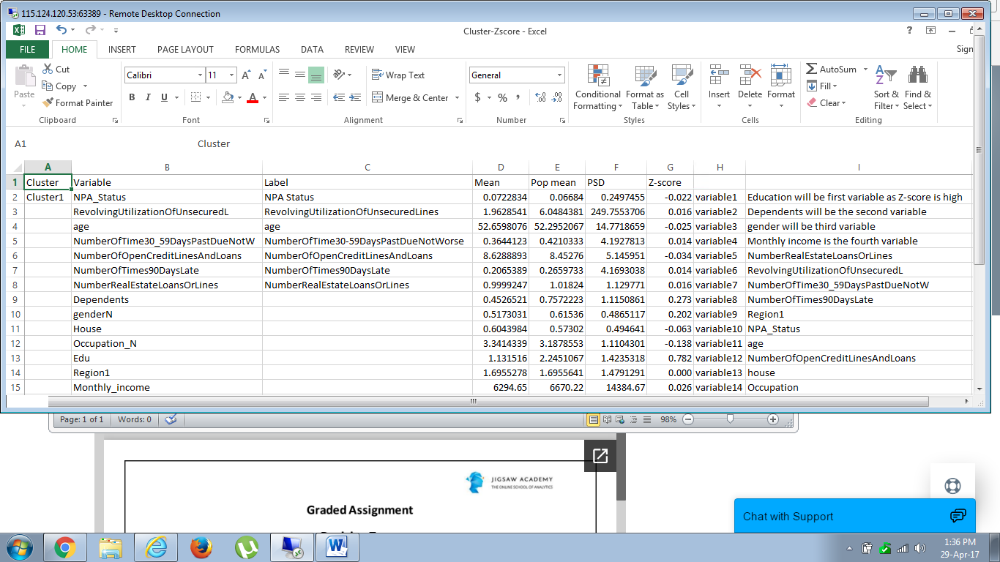 115.124.120.53:63389 - Remote Desktop Connection
Cluster-Zscore - Excel
?
FILE HOME INSERT PAGE LAYOUT FORMULAS DATA REVIEW VIEW Sign
Paste Cut Copy Format Painter
Calibri 11 A A
B I U A
Wrap Text
Merge & Center
General
$ % , .00 .00
Conditional Formatting Format as Table Cell Styles
Insert Delete Format
AutoSum Fill Clear
Sort & Filter Find & Select
Clipboard Font Alignment Number Styles Cells Editing
A1 Cluster
A B C D E F G H I
1 Cluster Variable Label Mean Pop mean PSD Z-score
2 Cluster1 NPA_Status NPA Status 0.0722834 0.06684 0.2497455 -0.022 variable1 Education will be first variable as Z-score is high
3 RevolvingUtilizationOfUnsecuredL RevolvingUtilizationOfUnsecuredLines 1.9628541 6.0484381 249.7553706 0.016 variable2 Dependents will be the second variable
4 age age 52.6598076 52.2952067 14.7718659 -0.025 variable3 gender will be third variable
5 NumberOfTime30_59DaysPastDueNotW NumberOfTime30-59DaysPastDueNotWorse 0.3644123 0.4210333 4.1927813 0.014 variable4 Monthly income is the fourth variable
6 NumberOfOpenCreditLinesAndLoans NumberOfOpenCreditLinesAndLoans 8.6288893 8.45276 5.145951 -0.034 variable5 NumberRealEstateLoansOrLines
7 NumberOfTimes90DaysLate NumberOfTimes90DaysLate 0.2065389 0.2659733 4.1693038 0.014 variable6 RevolvingUtilizationOfUnsecuredL
8 NumberRealEstateLoansOrLines NumberRealEstateLoansOrLines 0.9999247 1.01824 1.129771 0.016 variable7 NumberOfTime30_59DaysPastDueNotW
9 Dependents 0.4526521 0.7572223 1.1150861 0.273 variable8 NumberOfTimes90DaysLate
10 genderN 0.5173031 0.61536 0.4865117 0.202 variable9 Region1
11 House 0.6043984 0.57302 0.494641 -0.063 variable10 NPA_Status
12 Occupation_N 3.3414339 3.1878553 1.1104301 -0.138 variable11 age
13 Edu 1.131516 2.2451067 1.4235318 0.782 variable12 NumberOfOpenCreditLinesAndLoans
14 Region1 1.6955278 1.6955641 1.4791291 0.000 variable13 house
15 Monthly_income 6294.65 6670.22 14384.67 0.026 variable14 Occupation
Page: 1 of 1 Words: 0 98%
JIGSAW ACADEMY
THE ONLINE SCHOOL OF ANALYTICS
Graded Assignment
Chat with Support
1:36 PM
29-Apr-17